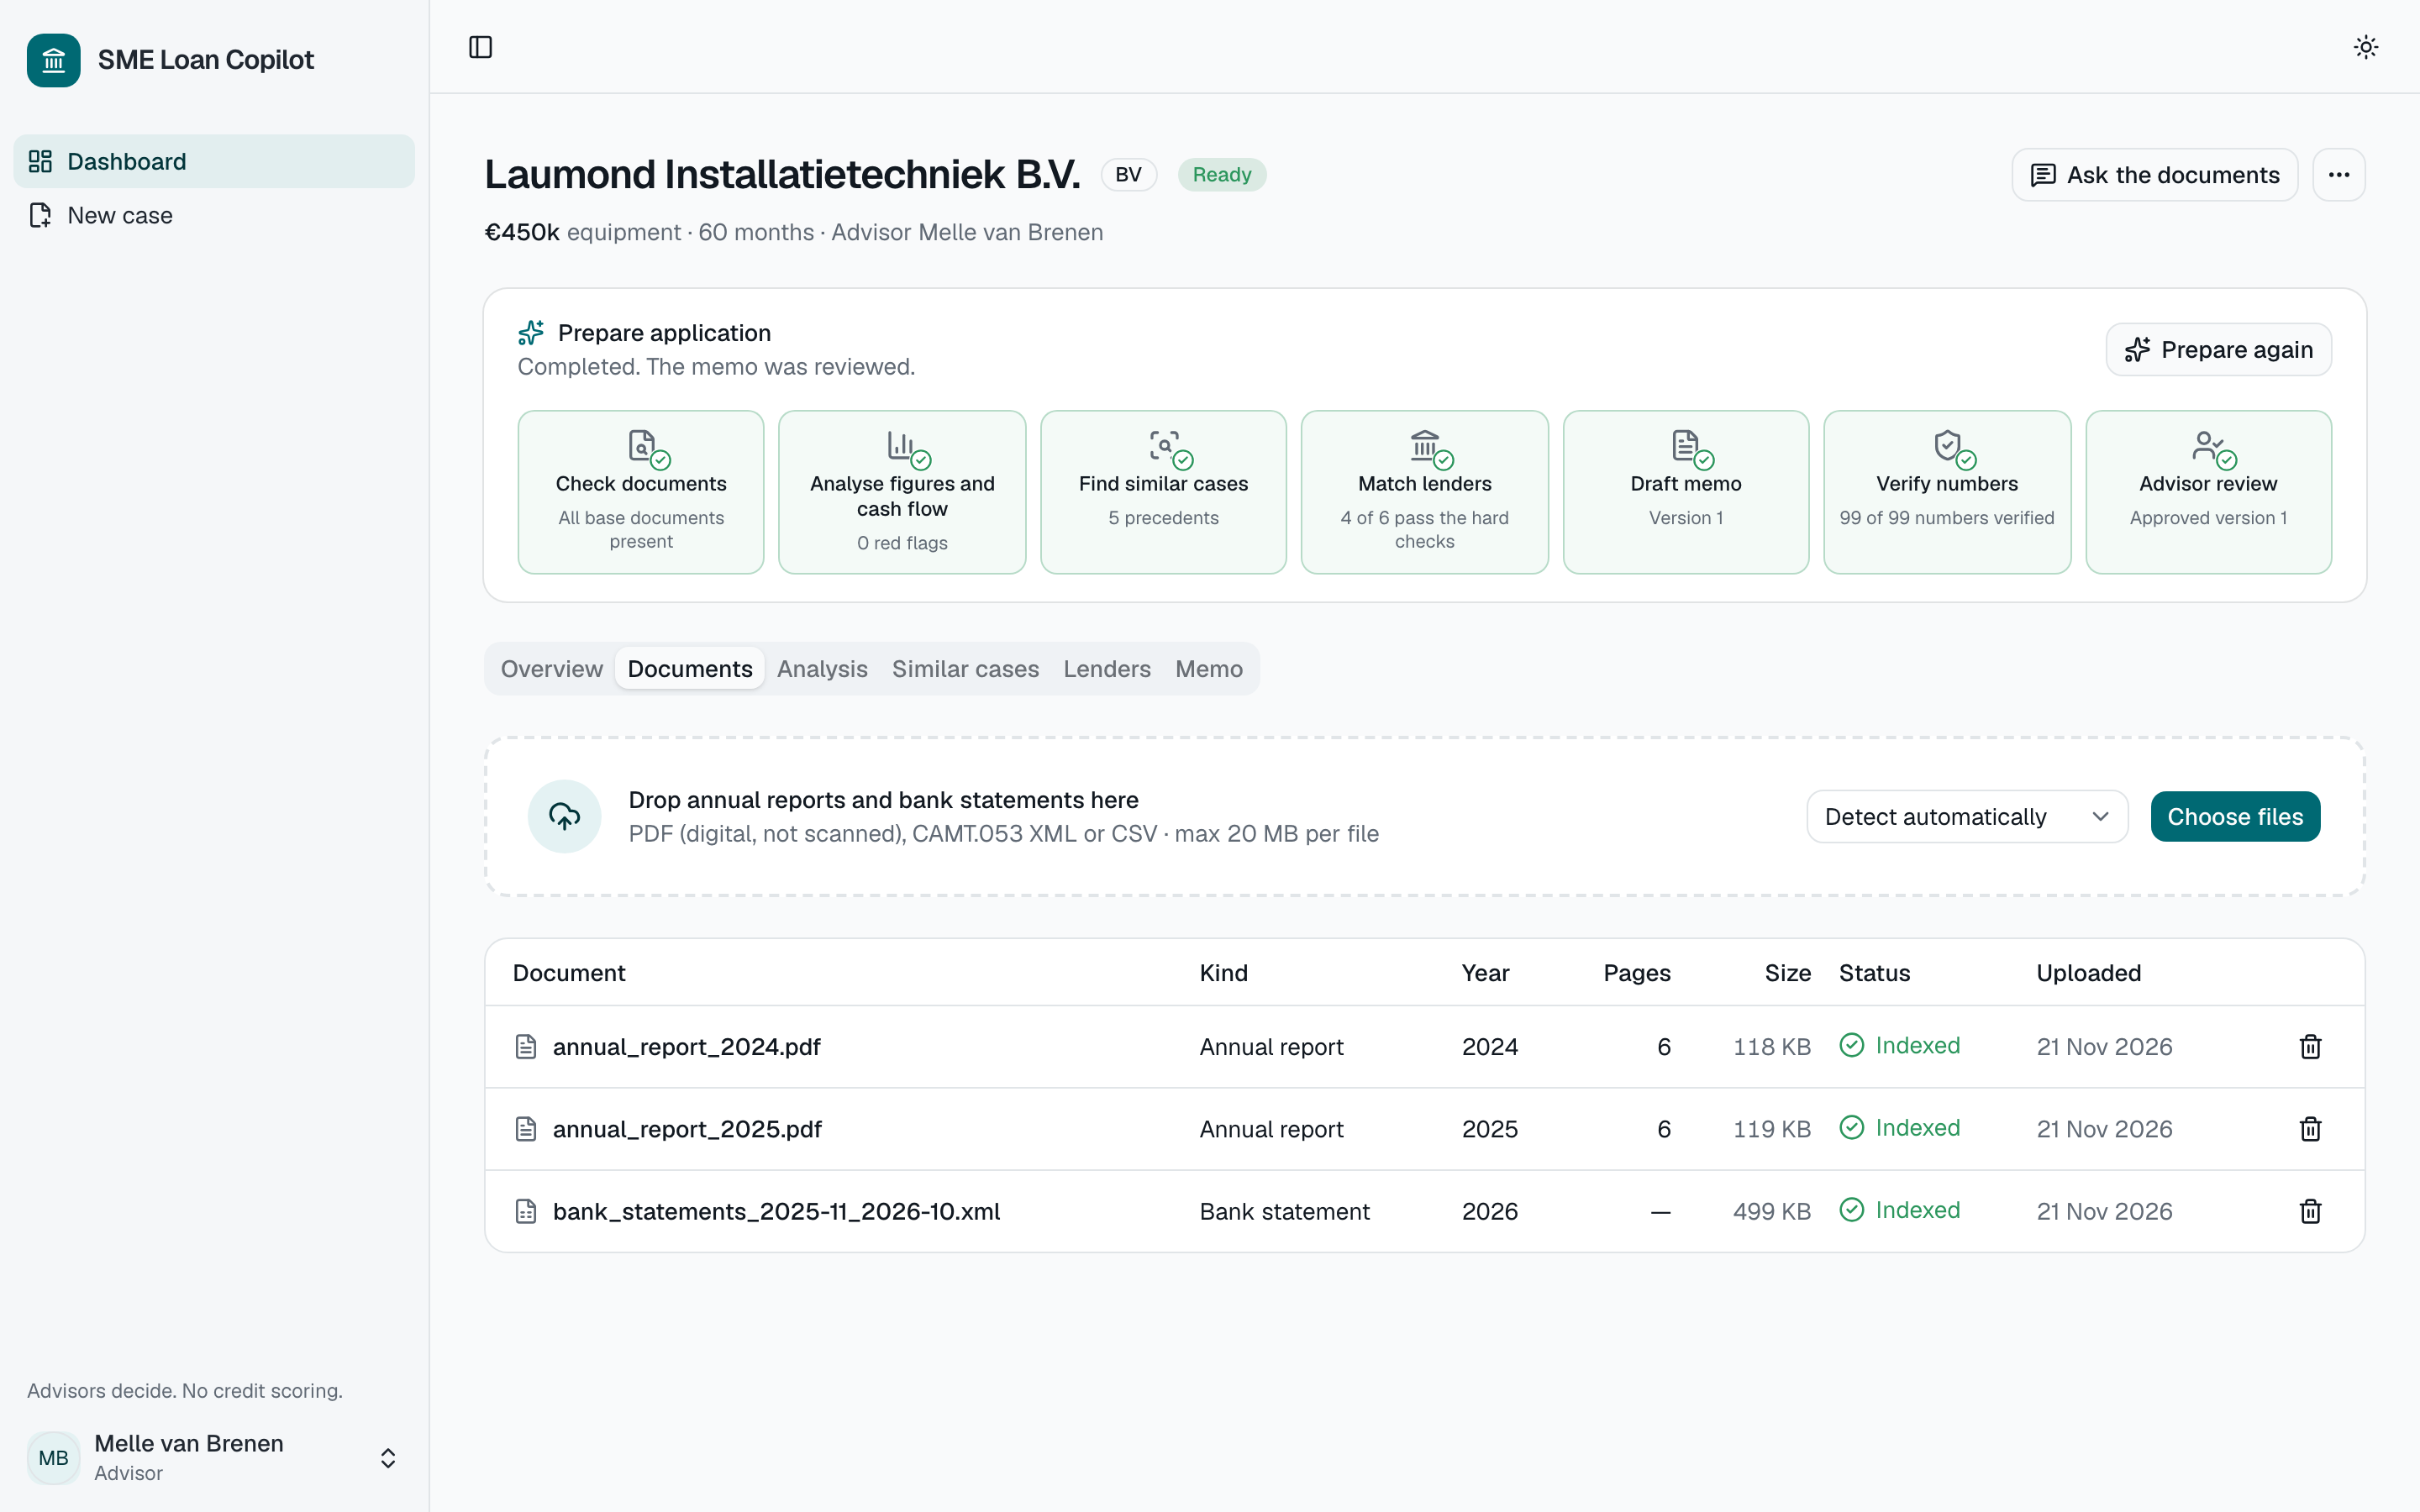 SME Loan Copilot
Dashboard
New case
Laumond Installatietechniek B.V. BV Ready
Ask the documents
€450k equipment · 60 months · Advisor Melle van Brenen
Prepare application
Completed. The memo was reviewed.
Prepare again
Check documents
All base documents
present
Analyse figures and
cash flow
0 red flags
Find similar cases
5 precedents
Match lenders
4 of 6 pass the hard
checks
Draft memo
Version 1
Verify numbers
99 of 99 numbers verified
Advisor review
Approved version 1
Overview Documents Analysis Similar cases Lenders Memo
Drop annual reports and bank statements here
PDF (digital, not scanned), CAMT.053 XML or CSV · max 20 MB per file
Detect automatically
Choose files
Document Kind Year Pages Size Status Uploaded
annual_report_2024.pdf Annual report 2024 6 118 KB Indexed 21 Nov 2026
annual_report_2025.pdf Annual report 2025 6 119 KB Indexed 21 Nov 2026
bank_statements_2025-11_2026-10.xml Bank statement 2026 — 499 KB Indexed 21 Nov 2026
Advisors decide. No credit scoring.
MB
Melle van Brenen
Advisor